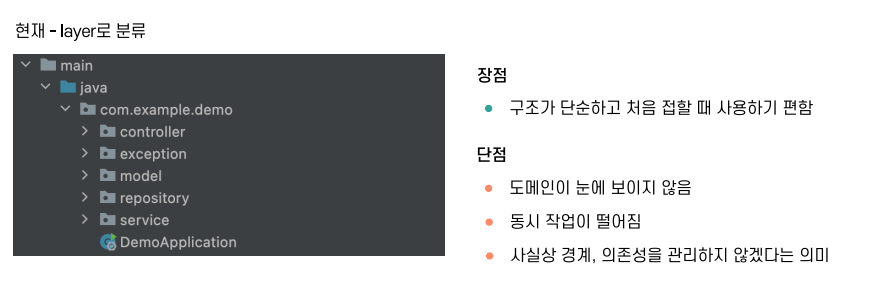 현재 - layer로 분류
main
java
com.example.demo
controller
exception
model
repository
service
DemoApplication
장점
구조가 단순하고 처음 접할 때 사용하기 편함
단점
도메인이 눈에 보이지 않음
동시 작업이 떨어짐
사실상 경계, 의존성을 관리하지 않겠다는 의미